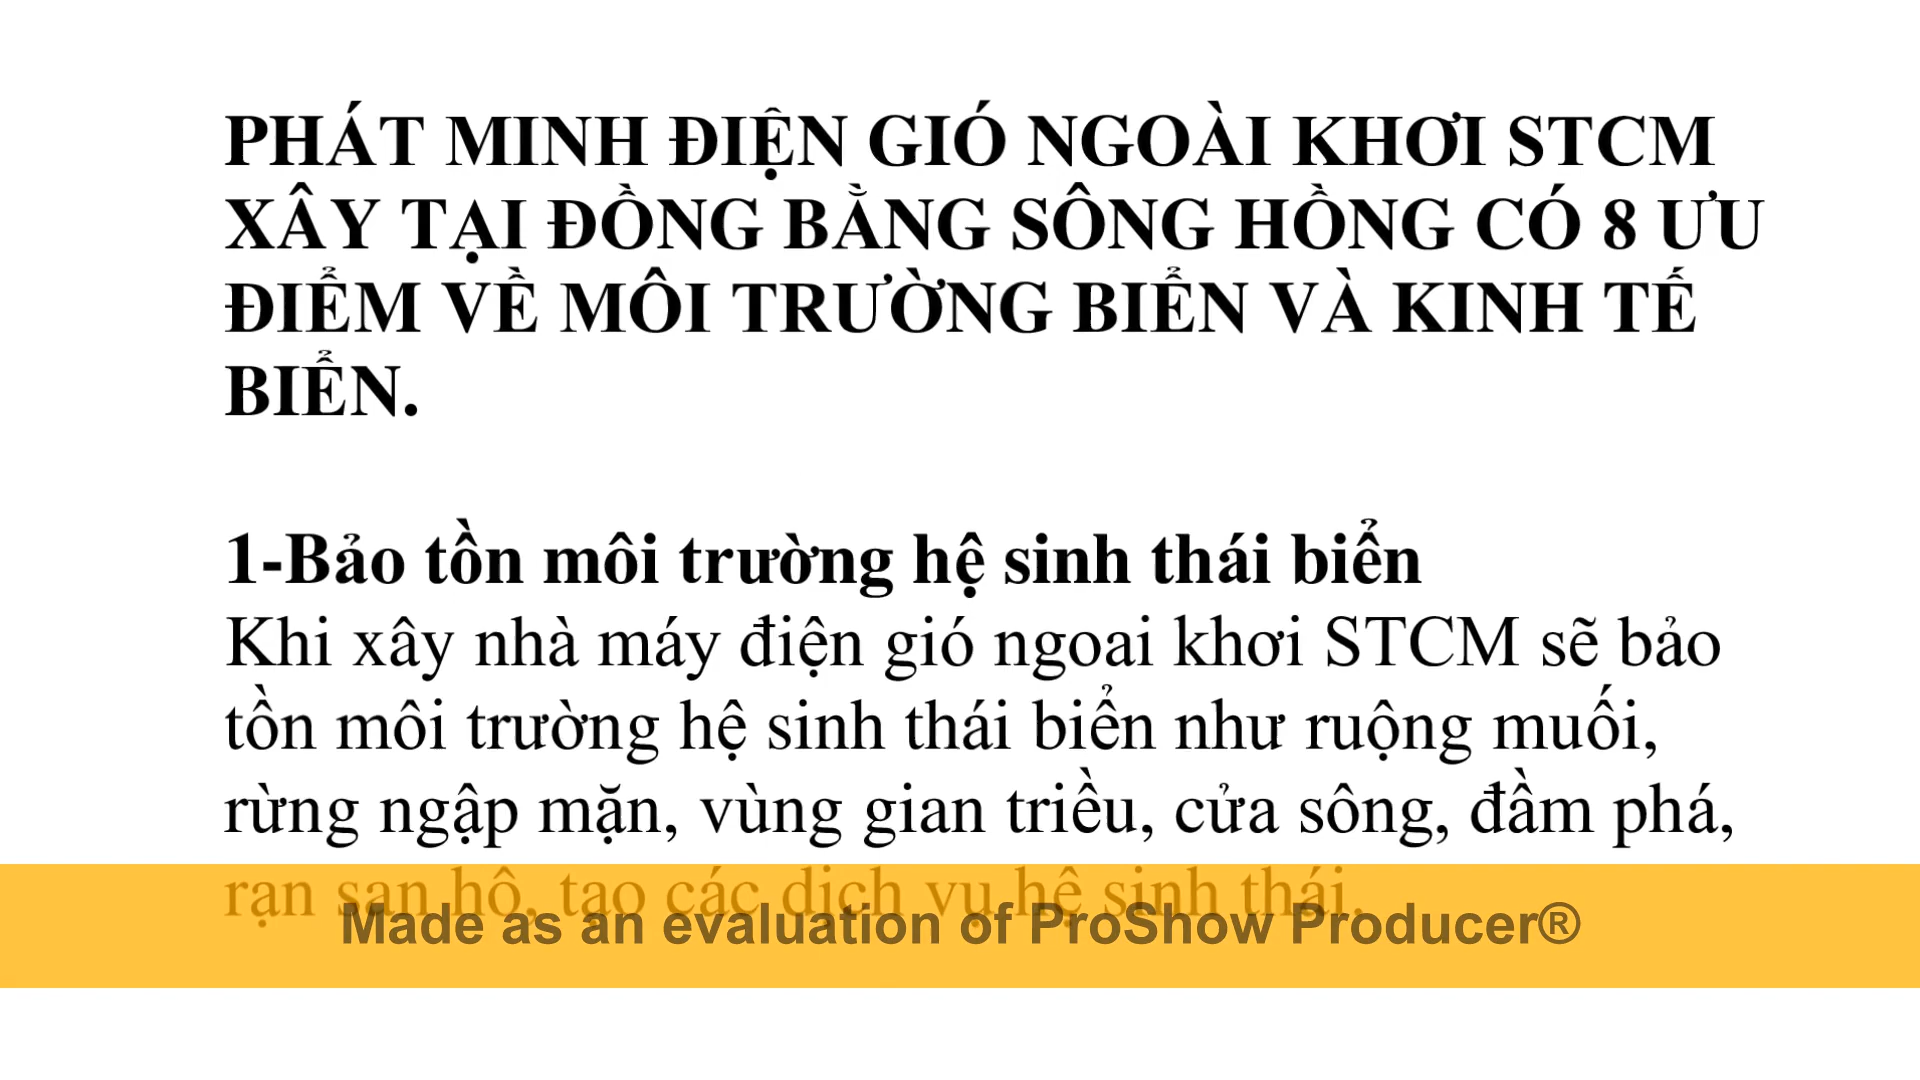 PHÁT MINH ĐIỆN GIÓ NGOÀI KHƠI STCM
XÂY TẠI ĐỒNG BẰNG SÔNG HỒNG CÓ 8 ƯU
ĐIỂM VỀ MÔI TRƯỜNG BIỂN VÀ KINH TẾ
BIỂN.
1-Bảo tồn môi trường hệ sinh thái biển
Khi xây nhà máy điện gió ngoai khơi STCM sẽ bảo
tồn môi trường hệ sinh thái biển như ruộng muối,
rừng ngập mặn, vùng gian triều, cửa sông, đầm phá,
rạn san hô, tạo các dịch vụ hệ sinh thái.
Made as an evaluation of ProShow Producer®